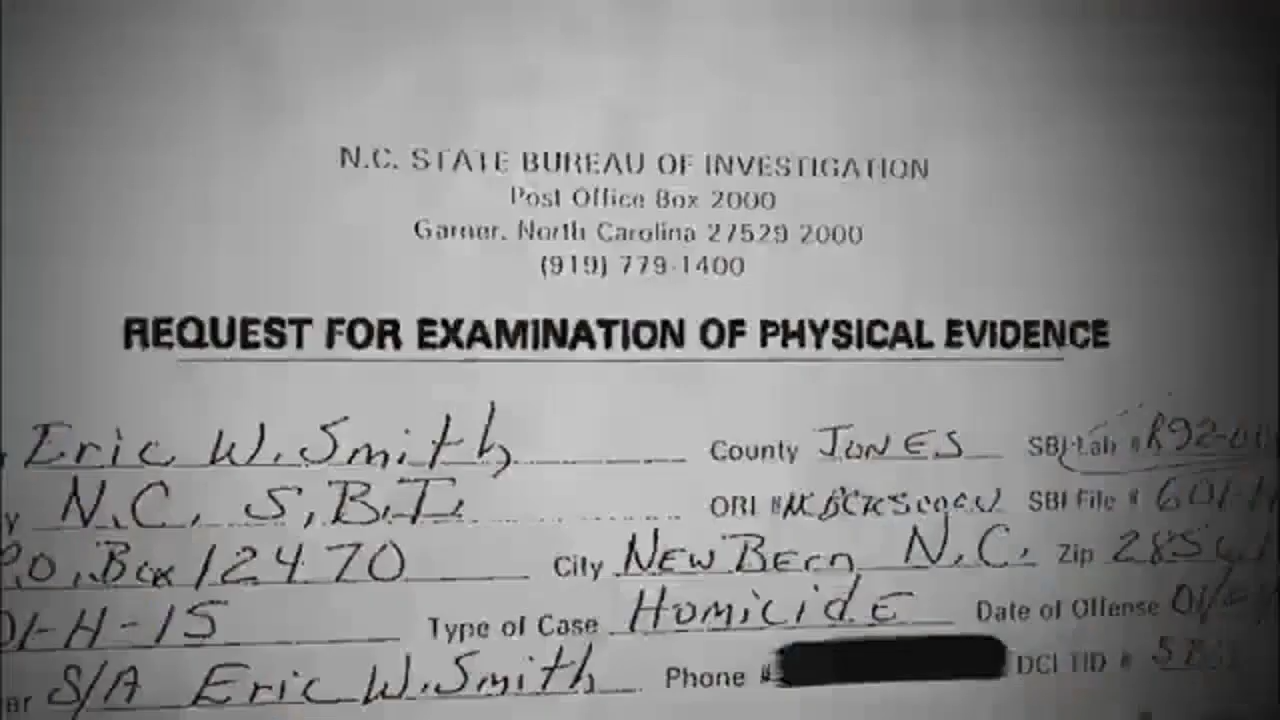 N.C. STATE BUREAU OF INVESTIGATION
Post Office Box 2000
Garner, North Carolina 27529-2000
(919) 779-1400
REQUEST FOR EXAMINATION OF PHYSICAL EVIDENCE
Eric W. Smith County JONES SBI Lab # R92-
N.C. S.B.I. ORI # SBI File #
P.O. Box 12470 City NEW BERN N.C. Zip
-H-15 Type of Case Homicide Date of Offense
S/A Eric W. Smith Phone # DCI TID #